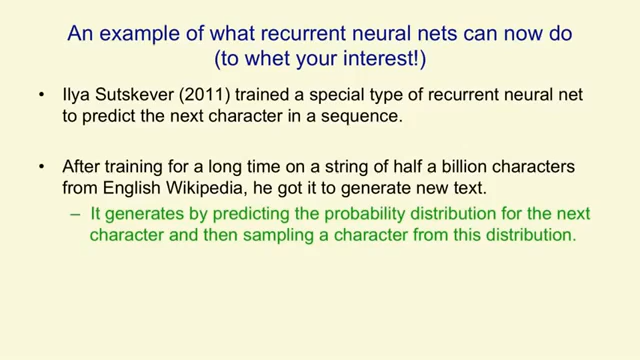 An example of what recurrent neural nets can now do
(to whet your interest!)
• Ilya Sutskever (2011) trained a special type of recurrent neural net
to predict the next character in a sequence.
• After training for a long time on a string of half a billion characters
from English Wikipedia, he got it to generate new text.
– It generates by predicting the probability distribution for the next
character and then sampling a character from this distribution.